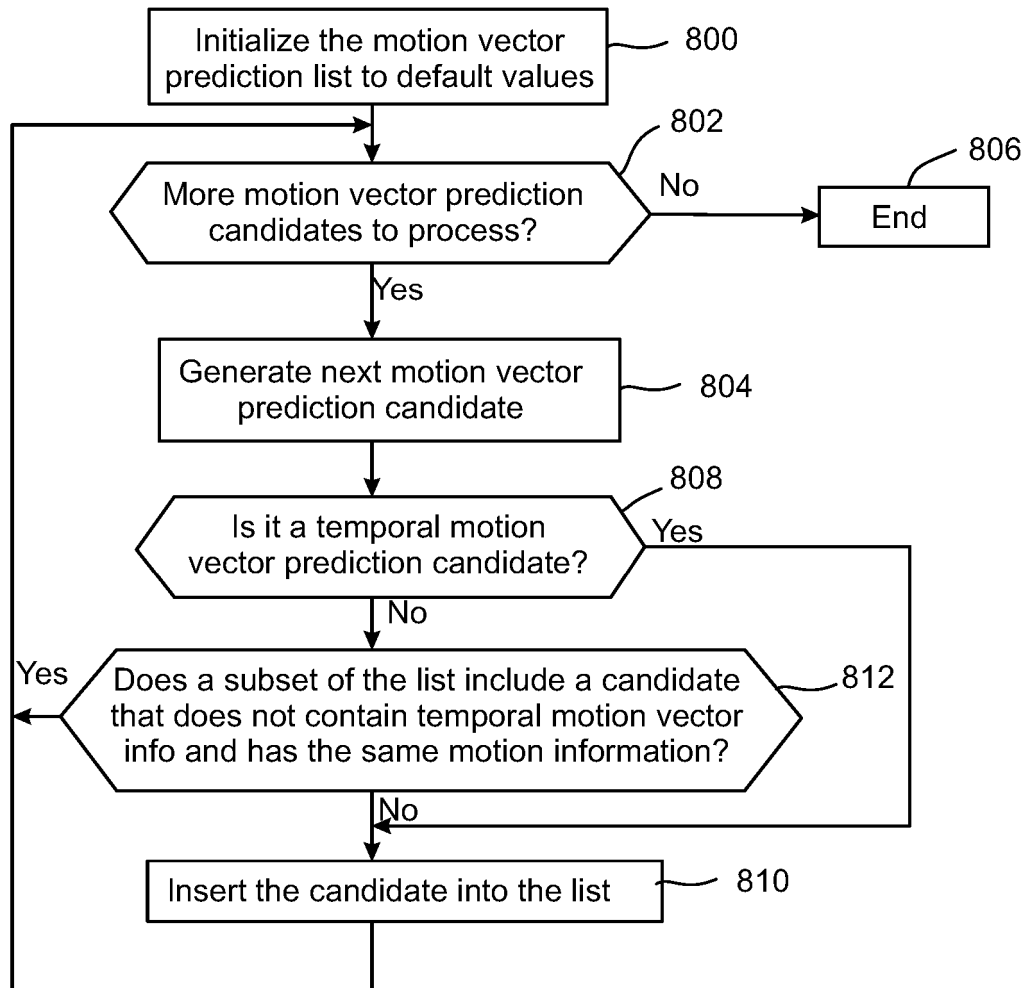 Initialize the motion vector
prediction list to default values
800
802
More motion vector prediction
candidates to process?
No
806
End
Yes
Generate next motion vector
prediction candidate
804
808
Is it a temporal motion
vector prediction candidate?
Yes
No
Yes
Does a subset of the list include a candidate
that does not contain temporal motion vector
info and has the same motion information?
812
No
Insert the candidate into the list
810